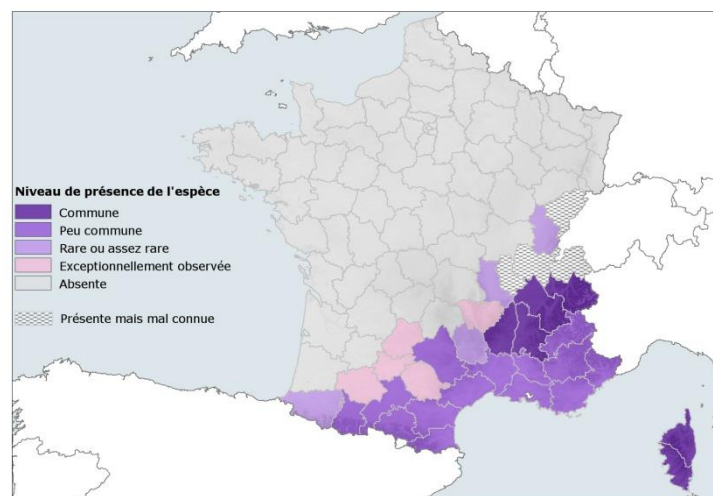 Niveau de présence de l'espèce
Commune
Peu commune
Rare ou assez rare
Exceptionnellement observée
Absente
Présente mais mal connue